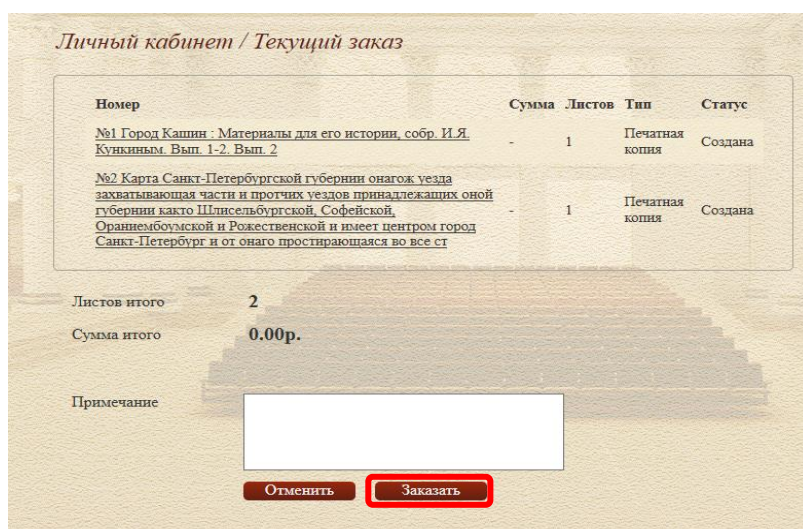 Личный кабинет / Текущий заказ
Номер Сумма Листов Тип Статус
№1 Город Кашин : Материалы для его истории, собр. И.Я.
Кункиным. Вып. 1-2. Вып. 2
- 1 Печатная
копия
Создана
№2 Карта Санкт-Петербургской губернии онагож уезда
захватывающая части и протчих уездов принадлежащих оной
губернии како Шлисельбургской, Софейской,
Ораниембоумской и Рожественской и имеет центром город
Санкт-Петербург и от онаго простирающаяся во все ст
- 1 Печатная
копия
Создана
Листов итого 2
Сумма итого 0.00р.
Примечание
Отменить Заказать